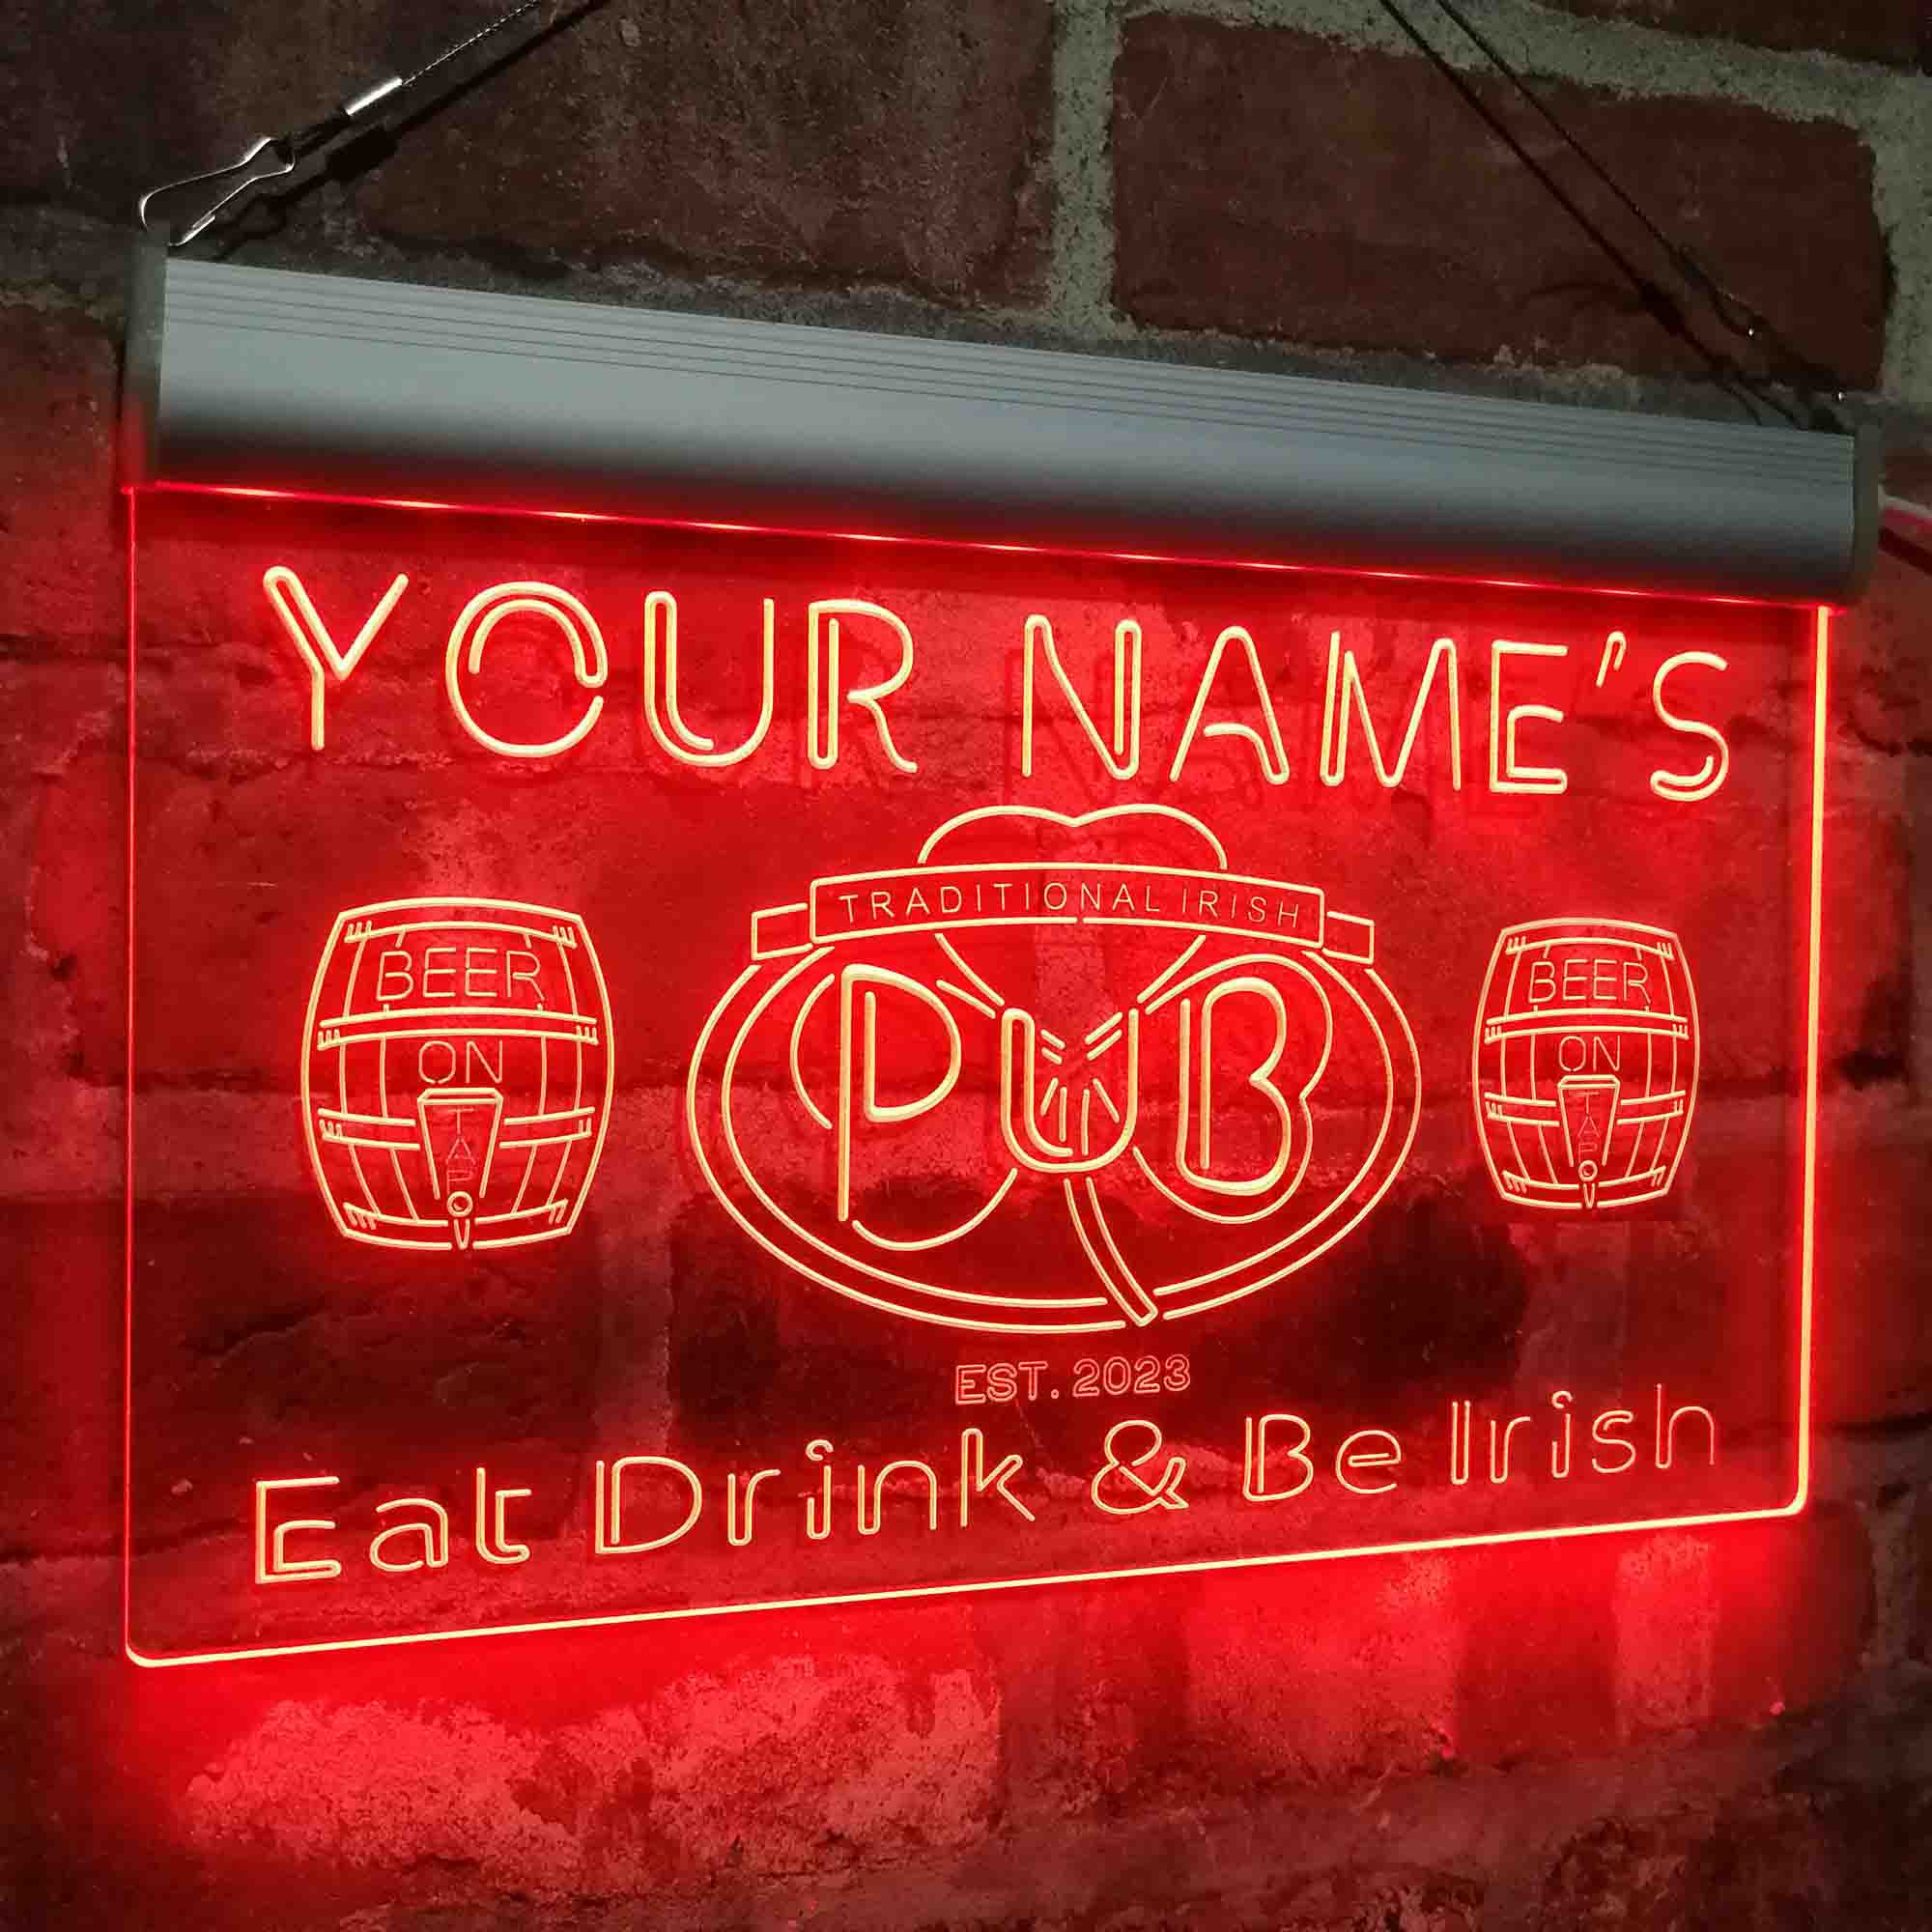 YOUR NAME'S
TRADITIONAL IRISH
PUB
BEER
ON
TAP
BEER
ON
TAP
EST. 2023
Eat Drink & Be Irish